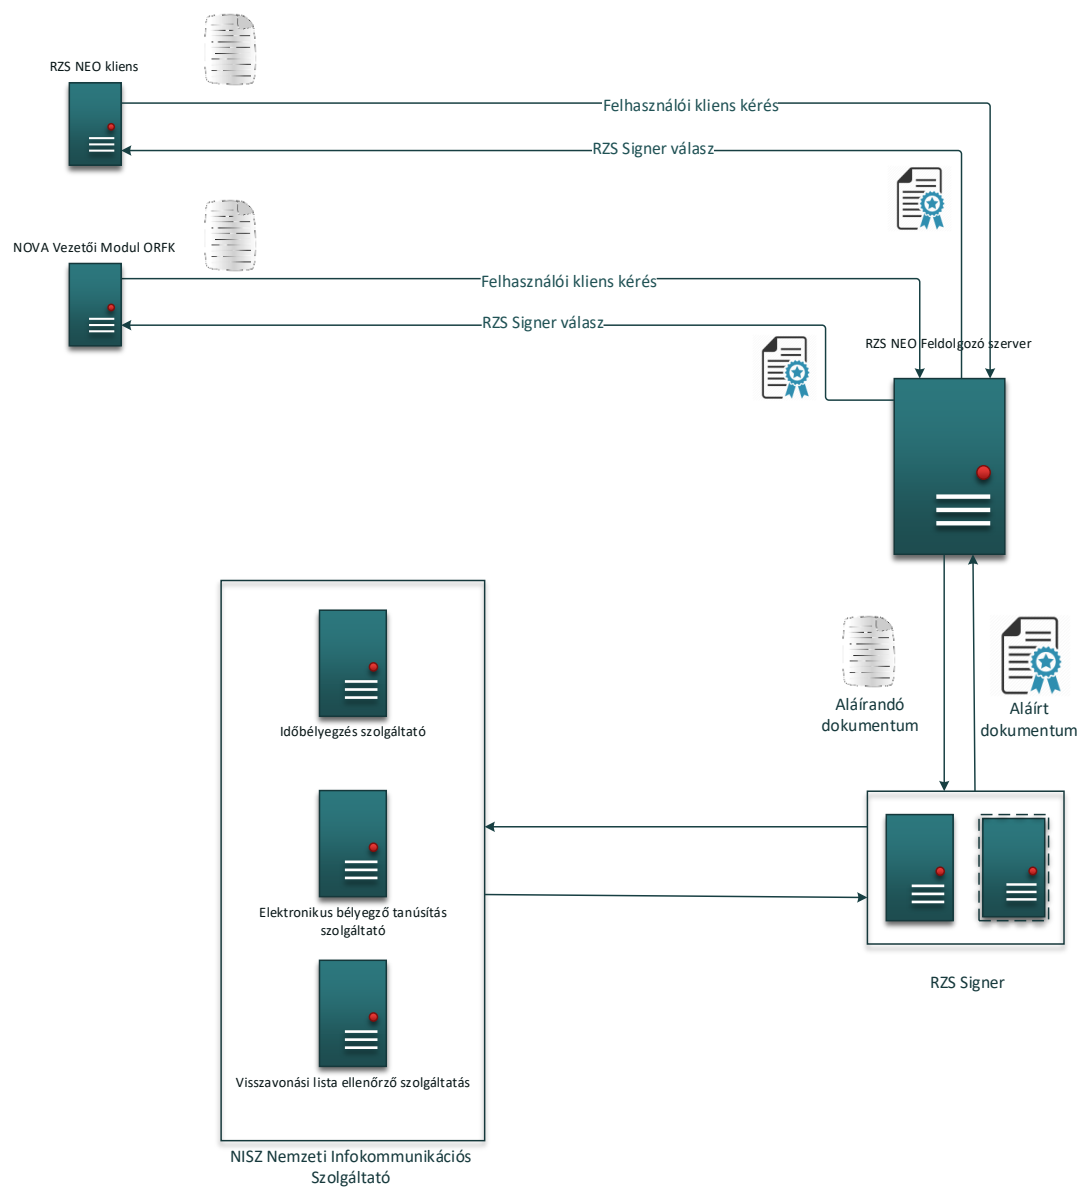 RZS NEO kliens
Felhasználói kliens kérés
RZS Signer válasz
NOVA Vezetői Modul ORFK
Felhasználói kliens kérés
RZS Signer válasz
RZS NEO Feldolgozó szerver
Aláírandó
dokumentum
Aláírt
dokumentum
Időbélyegzés szolgáltató
Elektronikus bélyegző tanúsítás
szolgáltató
RZS Signer
Visszavonási lista ellenőrző szolgáltatás
NISZ Nemzeti Infokommunikációs
Szolgáltató